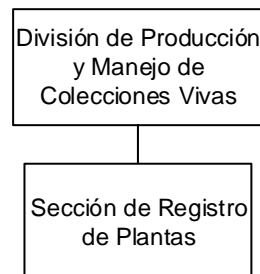 División de Producción
y Manejo de
Colecciones Vivas
Sección de Registro
de Plantas